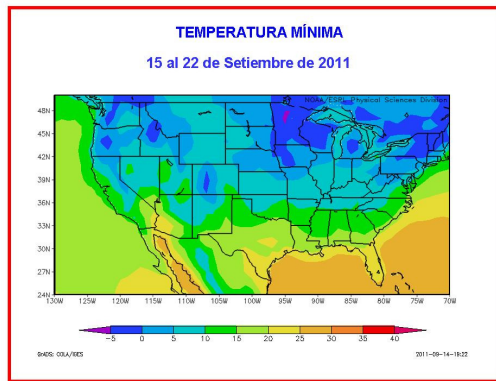 TEMPERATURA MÍNIMA
15 al 22 de Setiembre de 2011
NOAA/ESRL Physical Sciences Division
48N
45N
42N
39N
36N
33N
30N
27N
24N
130W 125W 120W 115W 110W 105W 100W 95W 90W 85W 80W 75W 70W
-5 0 5 10 15 20 25 30 35 40
GrADS: COLA/IGES 2011-09-14-19:22